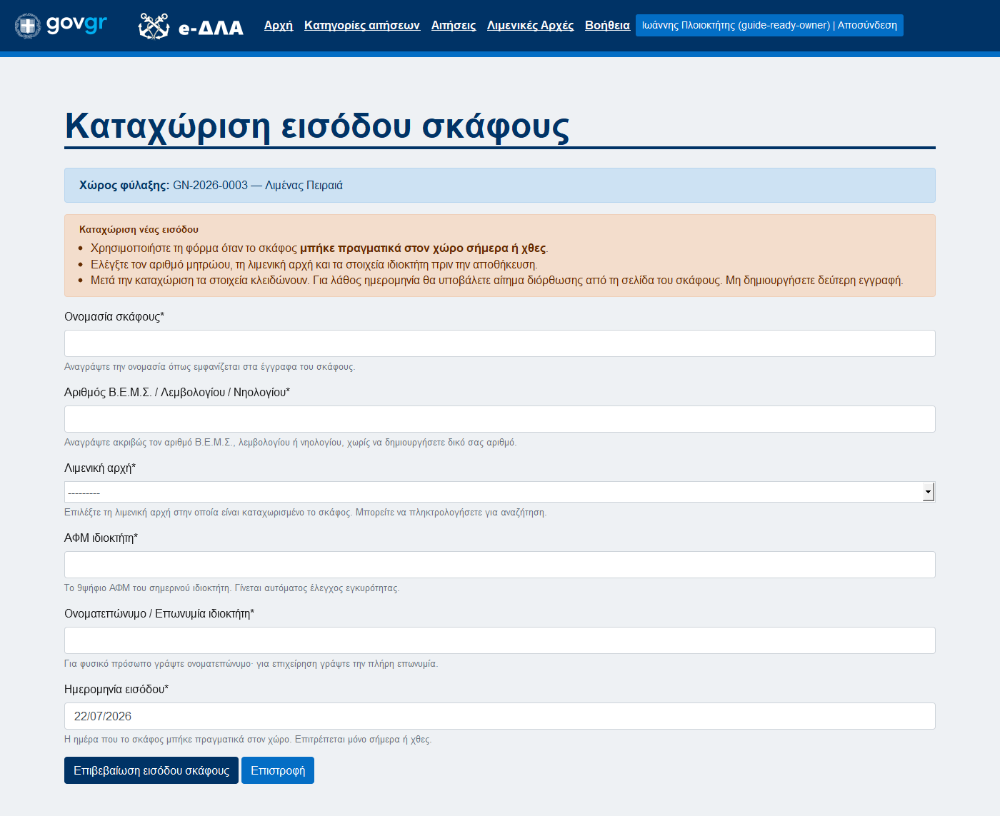 govgr
e-ΔΛΑ
Αρχή Κατηγορίες αιτήσεων Αιτήσεις Λιμενικές Αρχές Βοήθεια Ιωάννης Πλοιοκτήτης (guide-ready-owner) | Αποσύνδεση
Καταχώριση εισόδου σκάφους
Χώρος φύλαξης: GN-2026-0003 — Λιμένας Πειραιά
Καταχώριση νέας εισόδου
• Χρησιμοποιήστε τη φόρμα όταν το σκάφος μπήκε πραγματικά στον χώρο σήμερα ή χθες.
• Ελέγξτε τον αριθμό μητρώου, τη λιμενική αρχή και τα στοιχεία ιδιοκτήτη πριν την αποθήκευση.
• Μετά την καταχώριση τα στοιχεία κλειδώνουν. Για λάθος ημερομηνία θα υποβάλετε αίτημα διόρθωσης από τη σελίδα του σκάφους. Μη δημιουργήσετε δεύτερη εγγραφή.
Ονομασία σκάφους*
Αναγράψτε την ονομασία όπως εμφανίζεται στα έγγραφα του σκάφους.
Αριθμός Β.Ε.Μ.Σ. / Λεμβολογίου / Νηολογίου*
Αναγράψτε ακριβώς τον αριθμό Β.Ε.Μ.Σ., λεμβολογίου ή νηολογίου, χωρίς να δημιουργήσετε δικό σας αριθμό.
Λιμενική αρχή*
---------
Επιλέξτε τη λιμενική αρχή στην οποία είναι καταχωρισμένο το σκάφος. Μπορείτε να πληκτρολογήσετε για αναζήτηση.
ΑΦΜ ιδιοκτήτη*
Το 9ψήφιο ΑΦΜ του σημερινού ιδιοκτήτη. Γίνεται αυτόματος έλεγχος εγκυρότητας.
Ονοματεπώνυμο / Επωνυμία ιδιοκτήτη*
Για φυσικό πρόσωπο γράψτε ονοματεπώνυμο· για επιχείρηση γράψτε την πλήρη επωνυμία.
Ημερομηνία εισόδου*
22/07/2026
Η ημέρα που το σκάφος μπήκε πραγματικά στον χώρο. Επιτρέπεται μόνο σήμερα ή χθες.
Επιβεβαίωση εισόδου σκάφους Επιστροφή